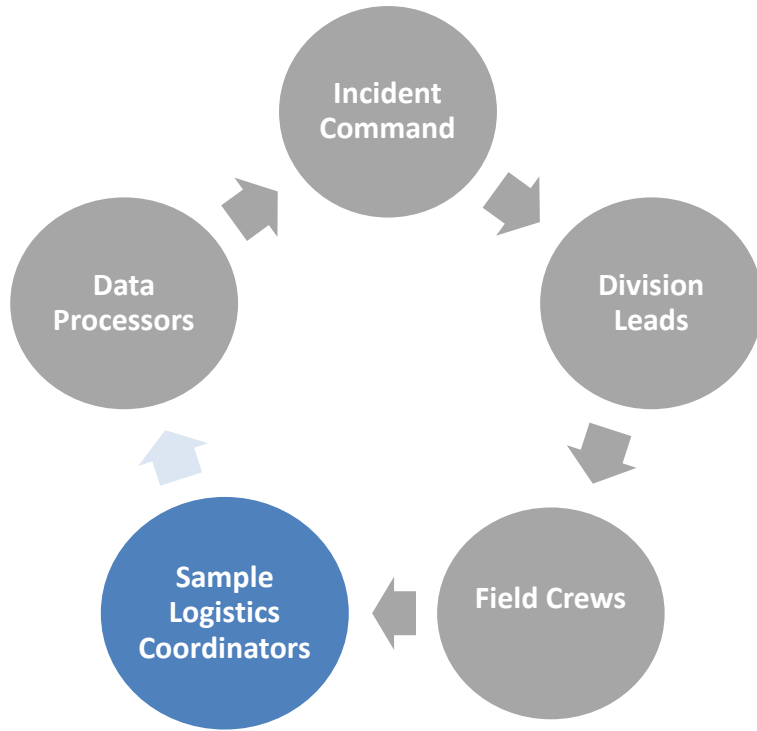 Incident
Command
Division
Leads
Field Crews
Sample
Logistics
Coordinators
Data
Processors